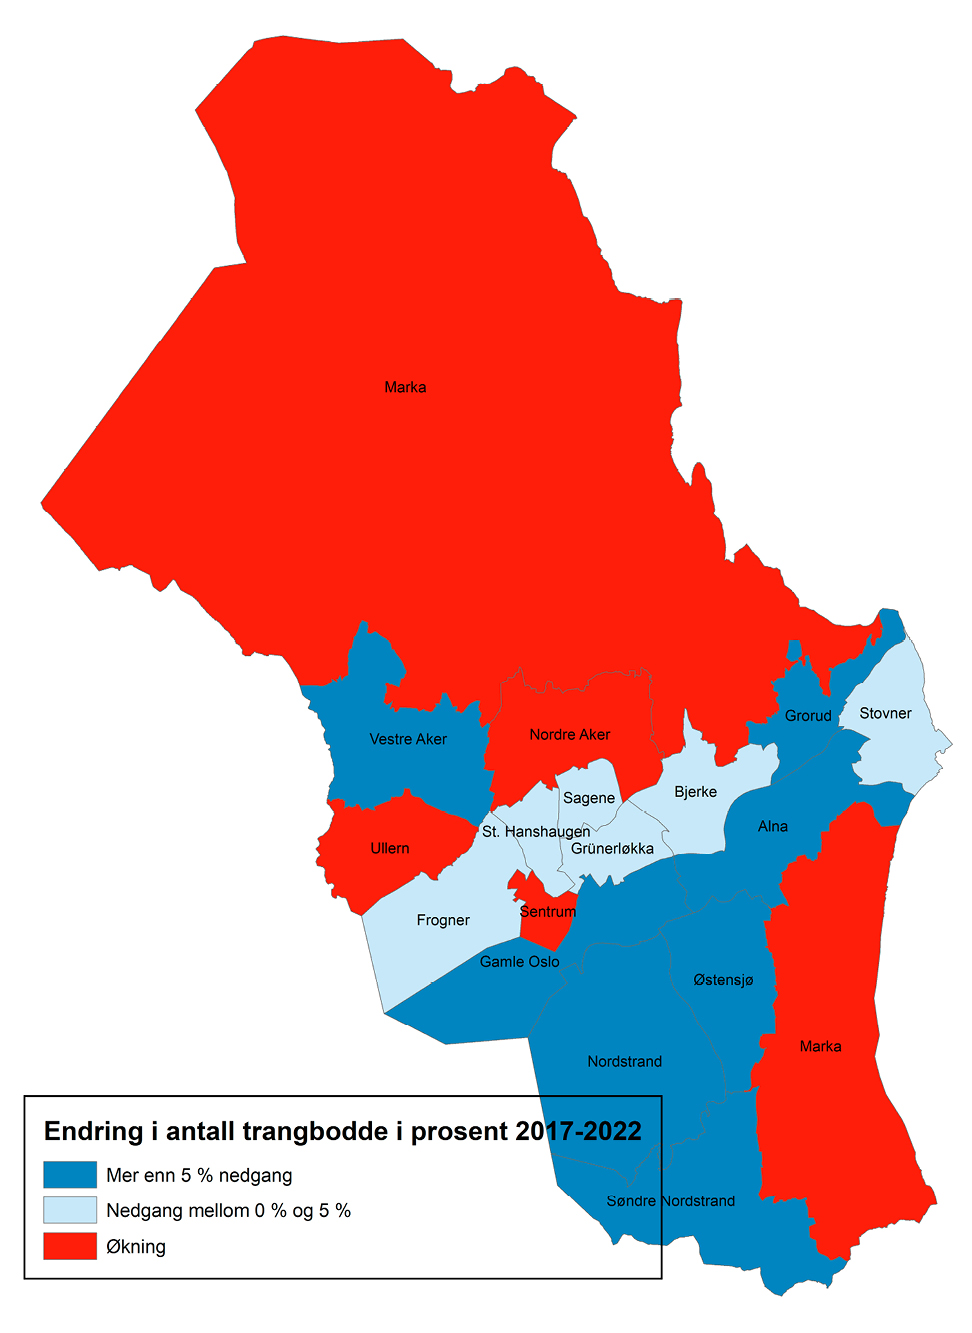 Marka
Grorud
Stovner
Vestre Aker
Nordre Aker
Bjerke
Sagene
Alna
St. Hanshaugen
Ullern
Grünerløkka
Sentrum
Frogner
Gamle Oslo
Østensjø
Marka
Nordstrand
Endring i antall trangbodde i prosent 2017-2022
Mer enn 5 % nedgang
Søndre Nordstrand
Nedgang mellom 0 % og 5 %
Økning